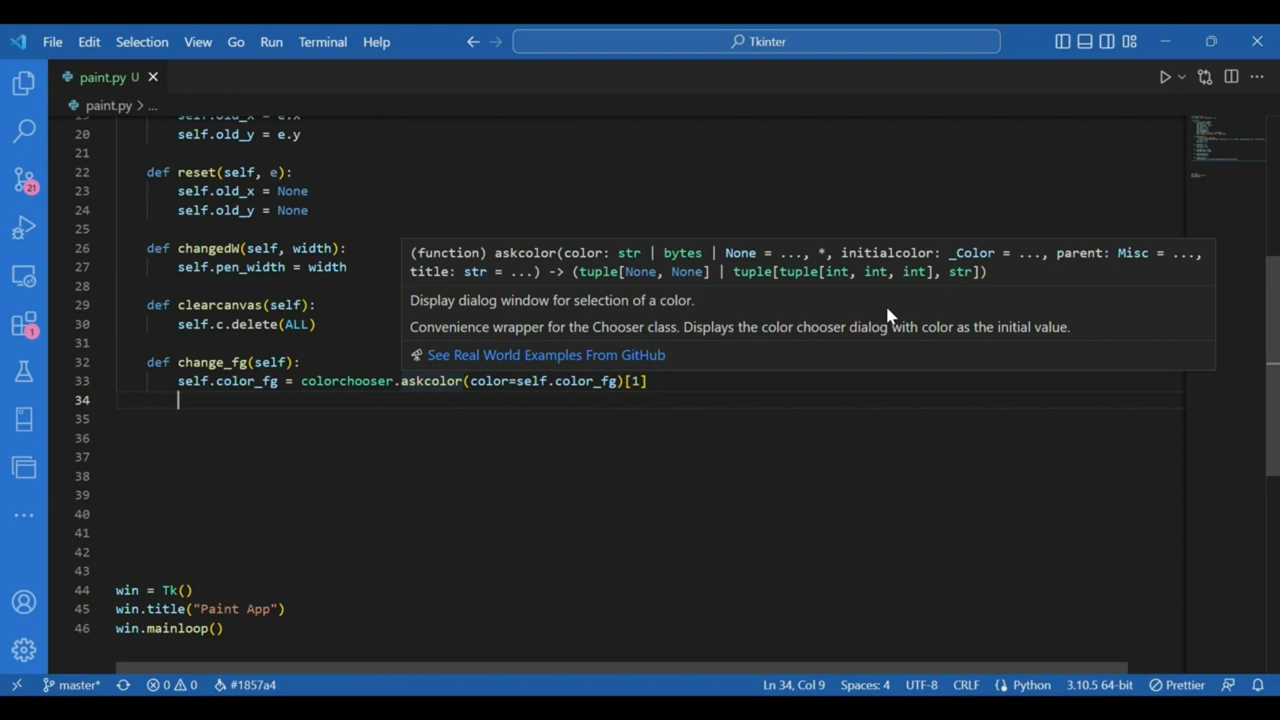 File Edit Selection View Go Run Terminal Help
Tkinter
paint.py U
paint.py > ...
20 self.old_y = e.y
21
22 def reset(self, e):
23 self.old_x = None
24 self.old_y = None
25
26 def changedW(self, width):
27 self.pen_width = width
28
29 def clearcanvas(self):
30 self.c.delete(ALL)
31
32 def change_fg(self):
33 self.color_fg = colorchooser.askcolor(color=self.color_fg)[1]
34
35
36
37
38
39
40
41
42
43
44 win = Tk()
45 win.title("Paint App")
46 win.mainloop()
(function) askcolor(color: str | bytes | None = ..., *, initialcolor: _Color = ..., parent: Misc = ...,
title: str = ...) -> (tuple[None, None] | tuple[tuple[int, int, int], str])
Display dialog window for selection of a color.
Convenience wrapper for the Chooser class. Displays the color chooser dialog with color as the initial value.
See Real World Examples From GitHub
21
1
master* 0 0 #1857a4 Ln 34, Col 9 Spaces: 4 UTF-8 CRLF Python 3.10.5 64-bit Prettier